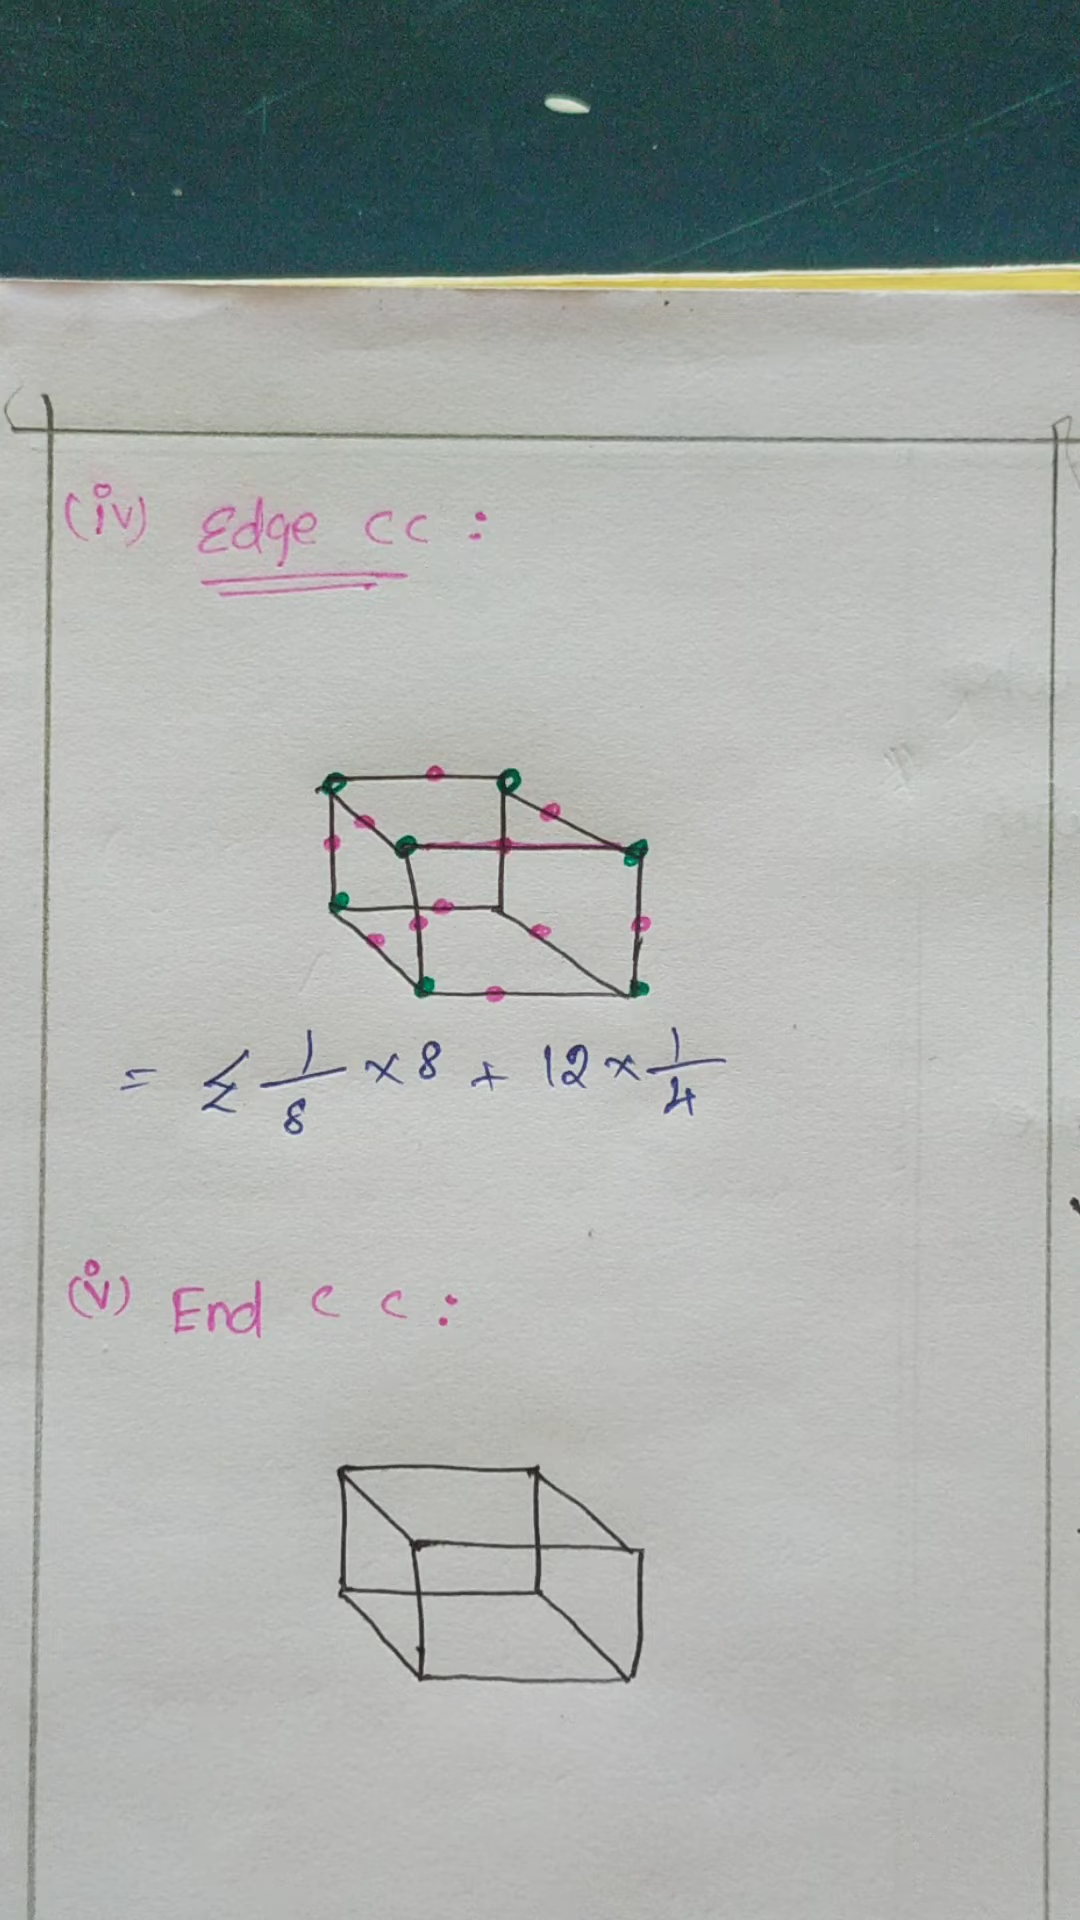 (iv) Edge CC :
= ≤ 1/8 × 8 + 12 × 1/4
(v) End C C :